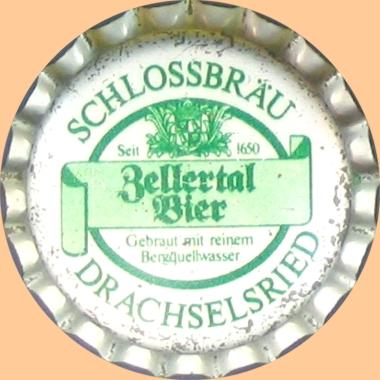 SCHLOSSBRÄU
Seit 1650
Zellertal
Bier
Gebraut mit reinem
Bergquellwasser
DRACHSELSRIED